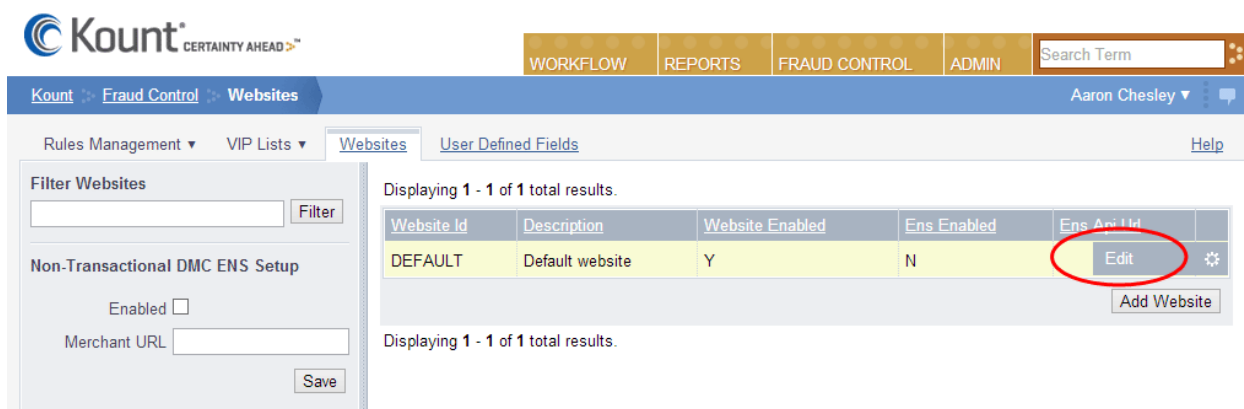 Kount CERTAINTY AHEAD
WORKFLOW REPORTS FRAUD CONTROL ADMIN Search Term
Kount Fraud Control Websites Aaron Chesley ▼
Rules Management ▼ VIP Lists ▼ Websites User Defined Fields Help
Filter Websites
Filter
Non-Transactional DMC ENS Setup
Enabled
Merchant URL
Save
Displaying 1 - 1 of 1 total results.
Website Id Description Website Enabled Ens Enabled Ens Api Url
DEFAULT Default website Y N Edit
Add Website
Displaying 1 - 1 of 1 total results.